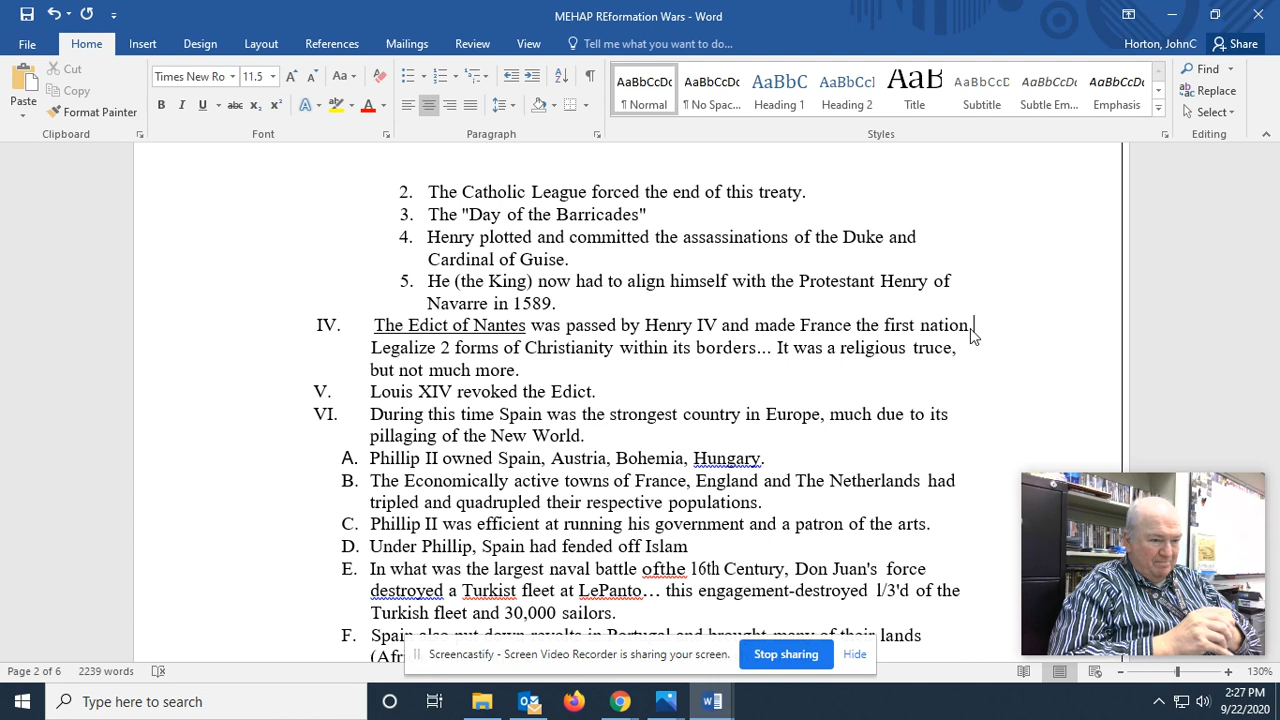 MEHAP REformation Wars - Word
File Home Insert Design Layout References Mailings Review View Tell me what you want to do... Horton, JohnC Share
Paste Cut Copy Format Painter Clipboard
Times New Ro 11.5 Font
Paragraph
AaBbCcDc AaBbCcDc AaBbC AaBbCcC AaB AaBbCcD AaBbCcDc AaBbCcDc
¶ Normal ¶ No Spac... Heading 1 Heading 2 Title Subtitle Subtle Em... Emphasis
Styles
Find Replace Select Editing
2. The Catholic League forced the end of this treaty.
3. The "Day of the Barricades"
4. Henry plotted and committed the assassinations of the Duke and
Cardinal of Guise.
5. He (the King) now had to align himself with the Protestant Henry of
Navarre in 1589.
IV. The Edict of Nantes was passed by Henry IV and made France the first nation
Legalize 2 forms of Christianity within its borders... It was a religious truce,
but not much more.
V. Louis XIV revoked the Edict.
VI. During this time Spain was the strongest country in Europe, much due to its
pillaging of the New World.
A. Phillip II owned Spain, Austria, Bohemia, Hungary.
B. The Economically active towns of France, England and The Netherlands had
tripled and quadrupled their respective populations.
C. Phillip II was efficient at running his government and a patron of the arts.
D. Under Phillip, Spain had fended off Islam
E. In what was the largest naval battle ofthe 16th Century, Don Juan's force
destroyed a Turkist fleet at LePanto... this engagement-destroyed l/3'd of the
Turkish fleet and 30,000 sailors.
F. Spain also put down revolts in Portugal and brought many of their lands
(Afr
Screencastify - Screen Video Recorder is sharing your screen. Stop sharing Hide
Page 2 of 6 2239 words 130%
Type here to search
2:27 PM
9/22/2020